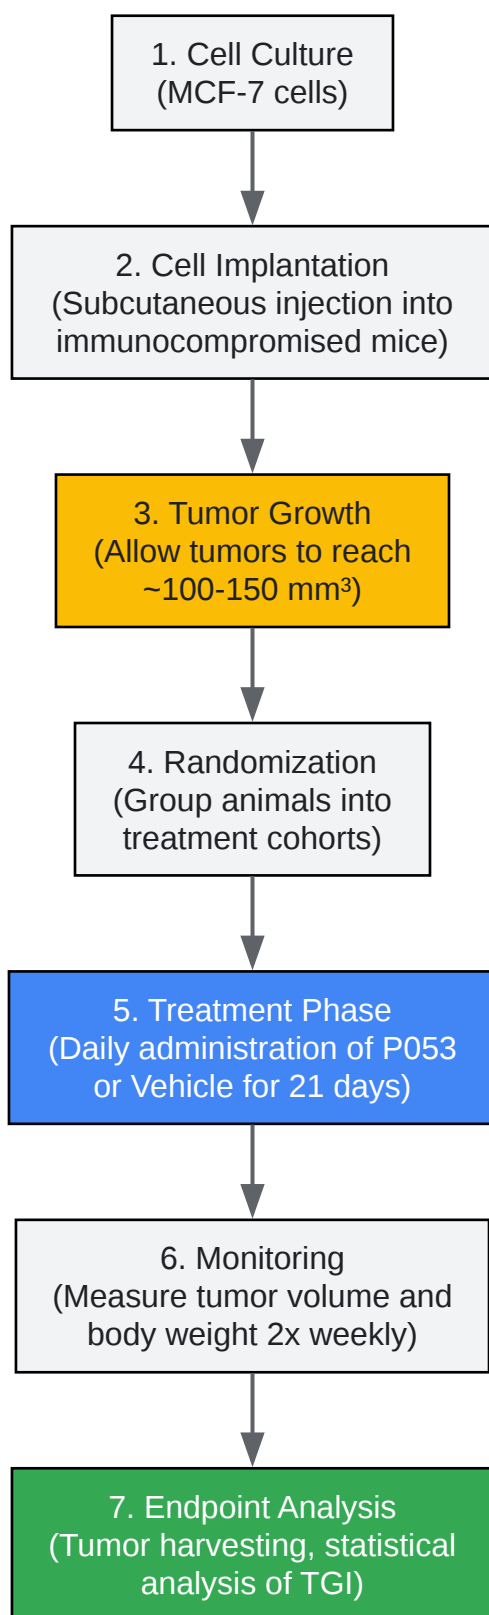 1. Cell Culture
(MCF-7 cells)
2. Cell Implantation
(Subcutaneous injection into
immunocompromised mice)
3. Tumor Growth
(Allow tumors to reach
~100-150 mm³)
4. Randomization
(Group animals into
treatment cohorts)
5. Treatment Phase
(Daily administration of P053
or Vehicle for 21 days)
6. Monitoring
(Measure tumor volume and
body weight 2x weekly)
7. Endpoint Analysis
(Tumor harvesting, statistical
analysis of TGI)